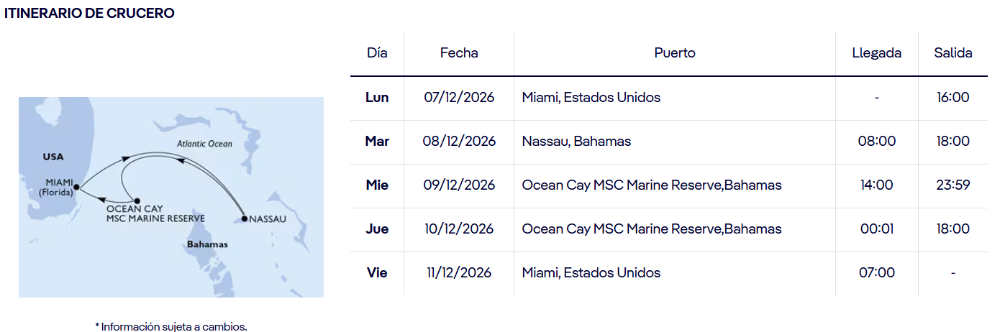 ITINERARIO DE CRUCERO
Día Fecha Puerto Llegada Salida
Lun 07/12/2026 Miami, Estados Unidos - 16:00
Mar 08/12/2026 Nassau, Bahamas 08:00 18:00
Mie 09/12/2026 Ocean Cay MSC Marine Reserve,Bahamas 14:00 23:59
Jue 10/12/2026 Ocean Cay MSC Marine Reserve,Bahamas 00:01 18:00
Vie 11/12/2026 Miami, Estados Unidos 07:00 -
Atlantic Ocean
USA
MIAMI
(Florida)
OCEAN CAY
MSC MARINE RESERVE
NASSAU
Bahamas
* Información sujeta a cambios.